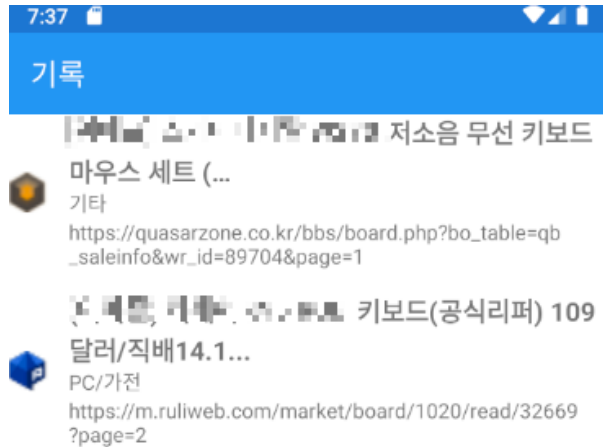 7:37
기록
저소음 무선 키보드
마우스 세트 (...
기타
https://quasarzone.co.kr/bbs/board.php?bo_table=qb
_saleinfo&wr_id=89704&page=1
키보드(공식리퍼) 109
달러/직배14.1...
PC/가전
https://m.ruliweb.com/market/board/1020/read/32669
?page=2